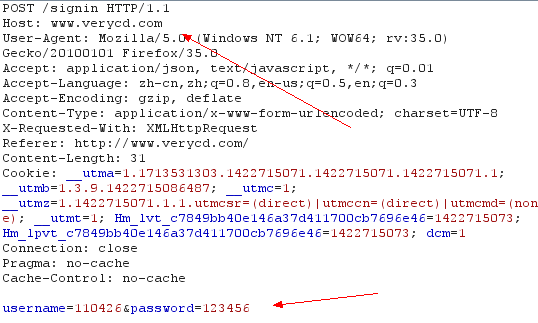 POST /signin HTTP/1.1
Host: www.verycd.com
User-Agent: Mozilla/5.0 (Windows NT 6.1; WOW64; rv:35.0)
Gecko/20100101 Firefox/35.0
Accept: application/json, text/javascript, */*; q=0.01
Accept-Language: zh-cn,zh;q=0.8,en-us;q=0.5,en;q=0.3
Accept-Encoding: gzip, deflate
Content-Type: application/x-www-form-urlencoded; charset=UTF-8
X-Requested-With: XMLHttpRequest
Referer: http://www.verycd.com/
Content-Length: 31
Cookie: __utma=1.1713531303.1422715071.1422715071.1422715071.1;
__utmb=1.3.9.1422715086487; __utmc=1;
__utmz=1.1422715071.1.1.utmcsr=(direct)|utmccn=(direct)|utmcmd=(non
e); __utmt=1; Hm_lvt_c7849bb40e146a37d411700cb7696e46=1422715073;
Hm_lpvt_c7849bb40e146a37d411700cb7696e46=1422715073; dcm=1
Connection: close
Pragma: no-cache
Cache-Control: no-cache
username=110426&password=123456